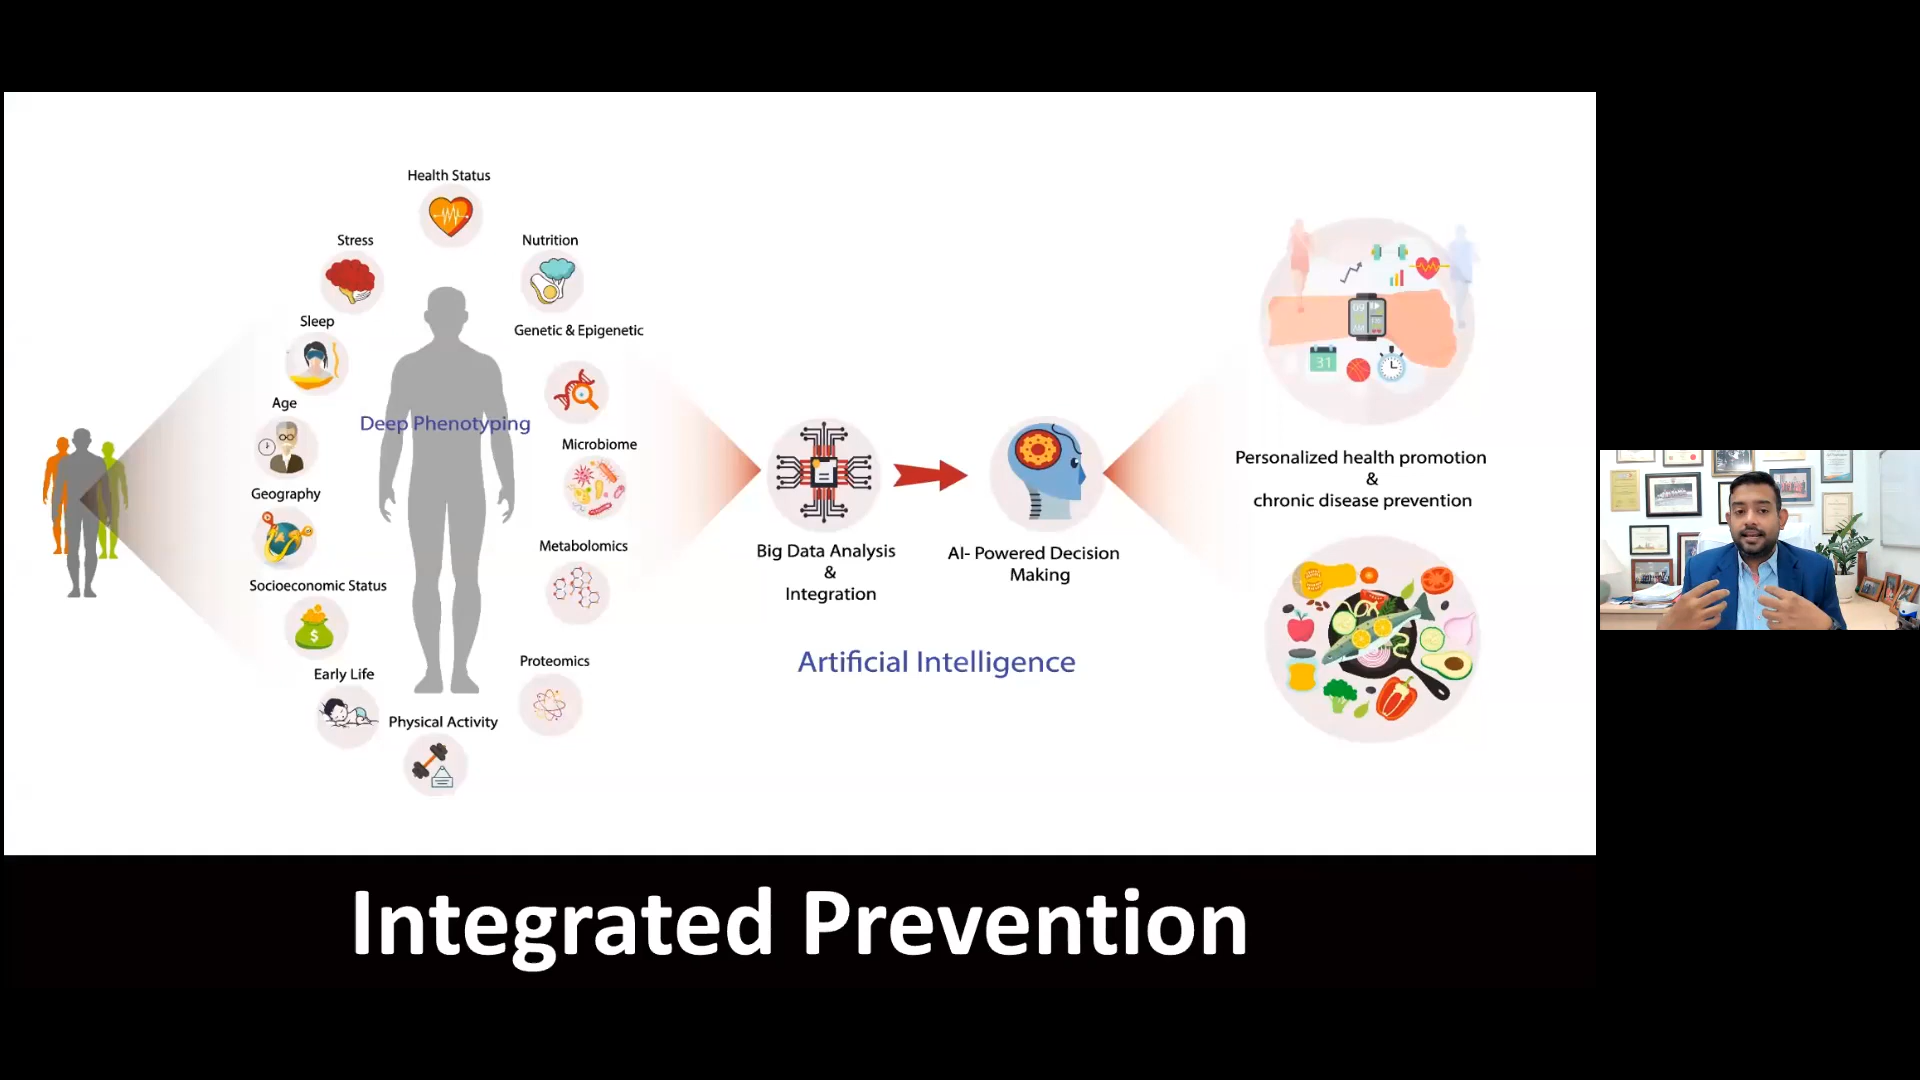 Health Status
Stress
Nutrition
Sleep
Genetic & Epigenetic
Age
Deep Phenotyping
Microbiome
Geography
Metabolomics
Socioeconomic Status
Proteomics
Early Life
Physical Activity
$
Big Data Analysis
&
Integration
AI- Powered Decision
Making
Artificial Intelligence
31
Personalized health promotion
&
chronic disease prevention
Integrated Prevention